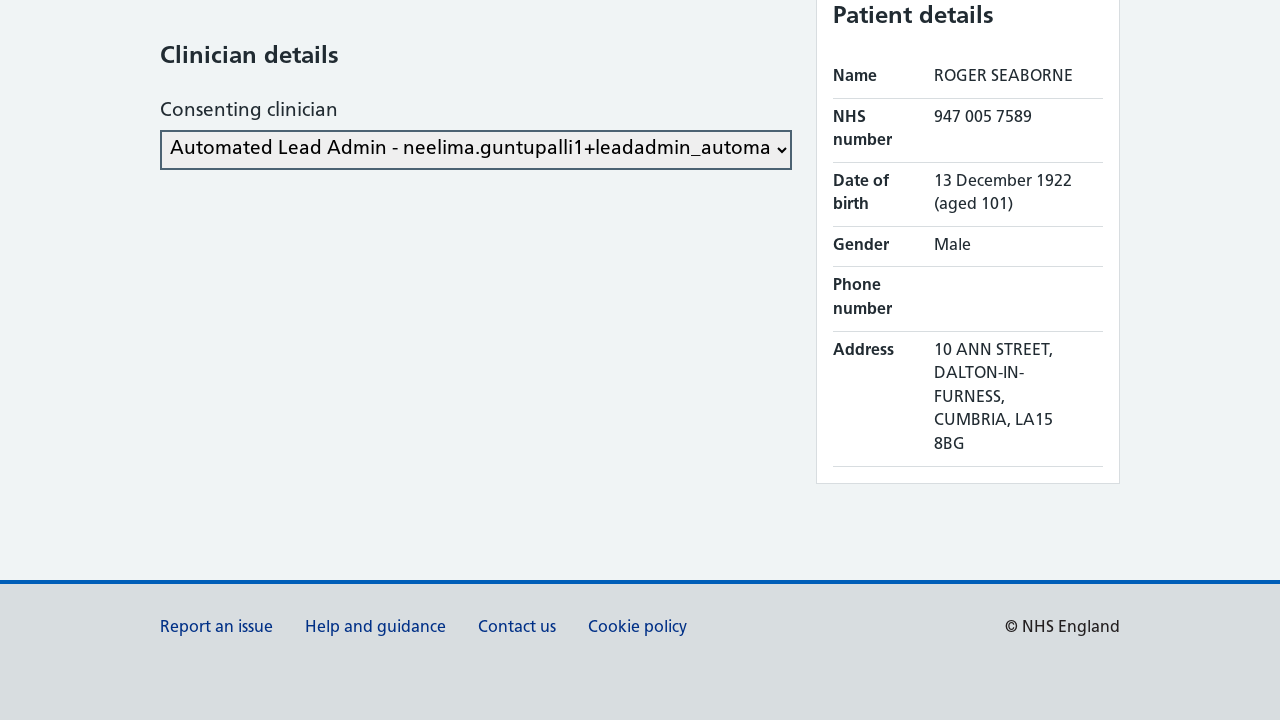 Clinician details
Consenting clinician
Automated Lead Admin - neelima.guntupalli1+leadadmin_automa
Patient details
Name ROGER SEABORNE
NHS number 947 005 7589
Date of birth 13 December 1922 (aged 101)
Gender Male
Phone number
Address 10 ANN STREET,
DALTON-IN-
FURNESS,
CUMBRIA, LA15
8BG
Report an issue Help and guidance Contact us Cookie policy © NHS England